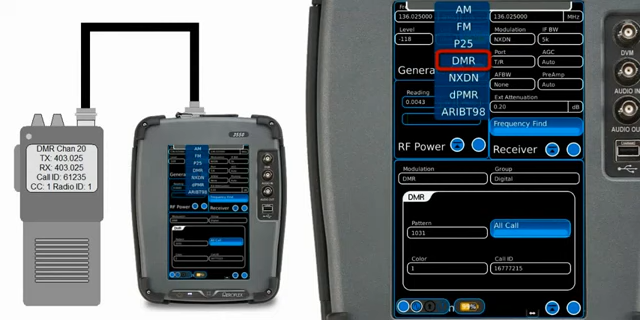 DMR Chan 20
TX: 403.025
RX: 403.025
Call ID: 61235
CC: 1 Radio ID: 1
3550
AEROFLEX
AM
FM
P25
DMR
NXDN
dPMR
ARIBT98
136.025000
136.025000 MHz
Level
-118
Modulation
NXDN
IF BW
5k
Port
T/R
AGC
Auto
AFBW
None
PreAmp
Auto
Reading
0.0043
Ext Attenuation
0.20 dB
Frequency Find
RF Power
Receiver
Modulation
DMR
Group
Digital
DMR
Pattern
1031
All Call
Color
1
Call ID
16777215
DVM
AUDIO IN
AUDIO OUT